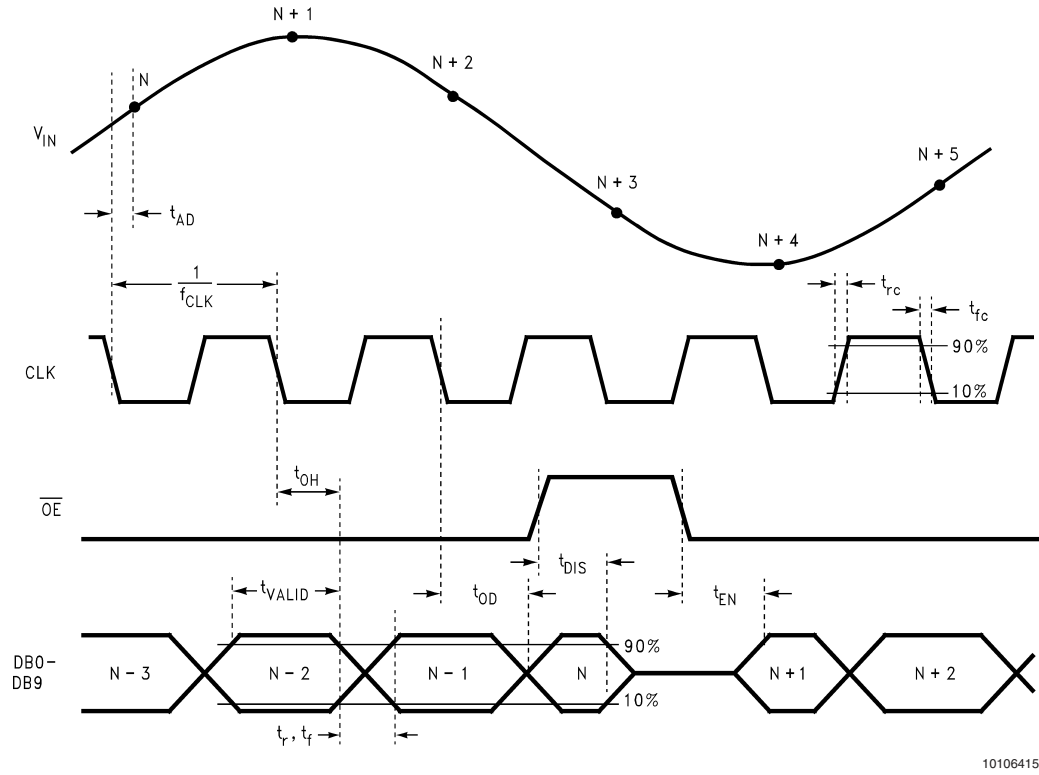 N + 1
N
N + 2
V_IN
N + 5
N + 3
t_AD
N + 4
1
f_CLK
t_rc
t_fc
90%
CLK
10%
t_OH
OE
t_DIS
t_VALID
t_OD
t_EN
90%
DB0-
DB9
N - 3
N - 2
N - 1
N
N + 1
N + 2
10%
t_r, t_f
10106415